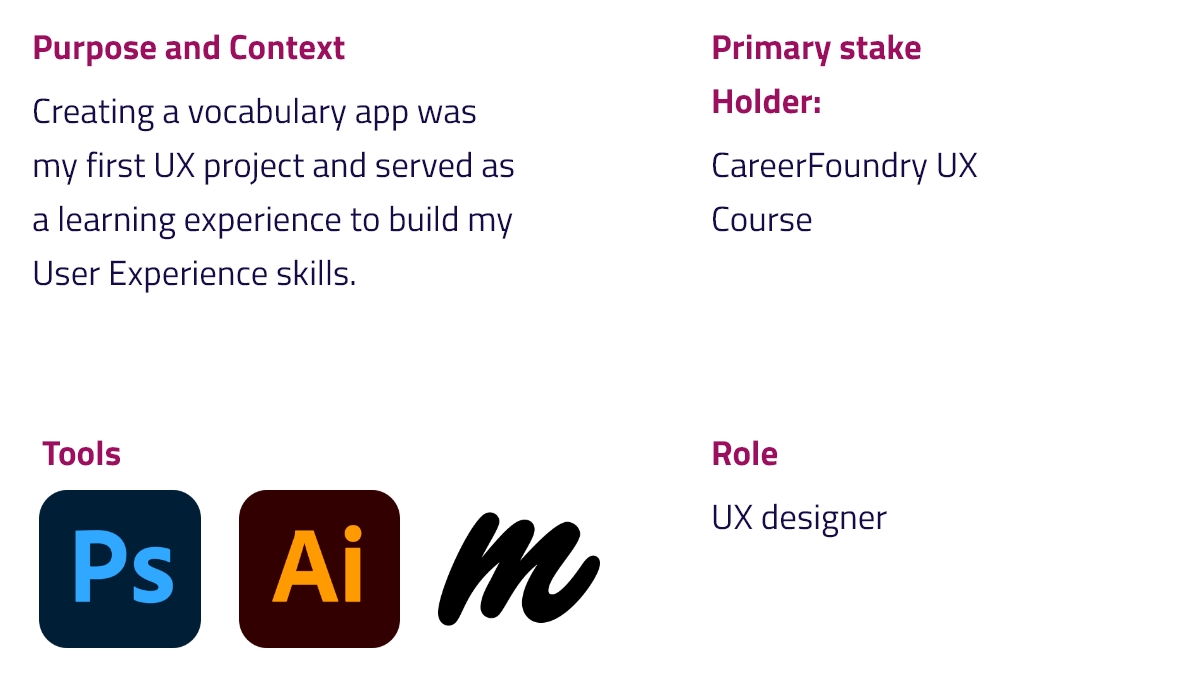 Purpose and Context
Creating a vocabulary app was
my first UX project and served as
a learning experience to build my
User Experience skills.
Primary stake
Holder:
CareerFoundry UX
Course
Tools
Ps Ai m
Role
UX designer